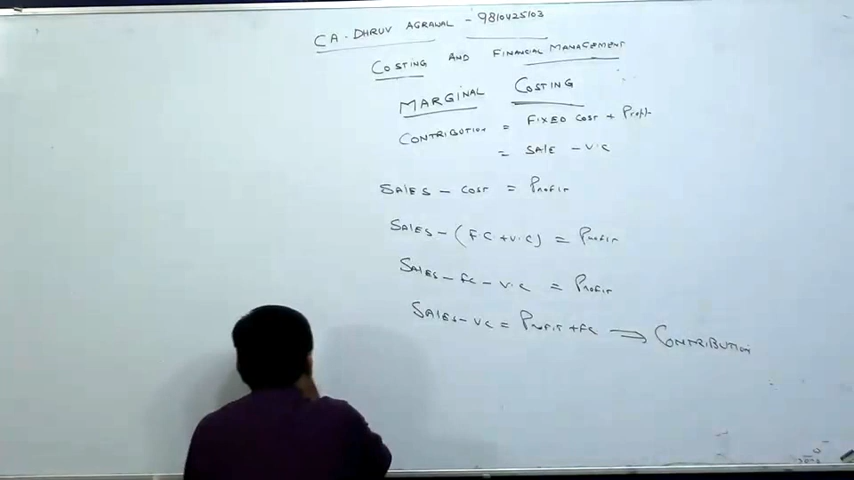 CA. DHRUV AGRAWAL - 9810425103
COSTING AND FINANCIAL MANAGEMENT
MARGINAL COSTING
CONTRIBUTION = FIXED COST + Profit
= SALE - V.C
SALES - COST = PROFIT
SALES - (F.C + V.C) = PROFIT
SALES - FC - V.C = PROFIT
SALES - VC = PROFIT + FC ⟹ CONTRIBUTION